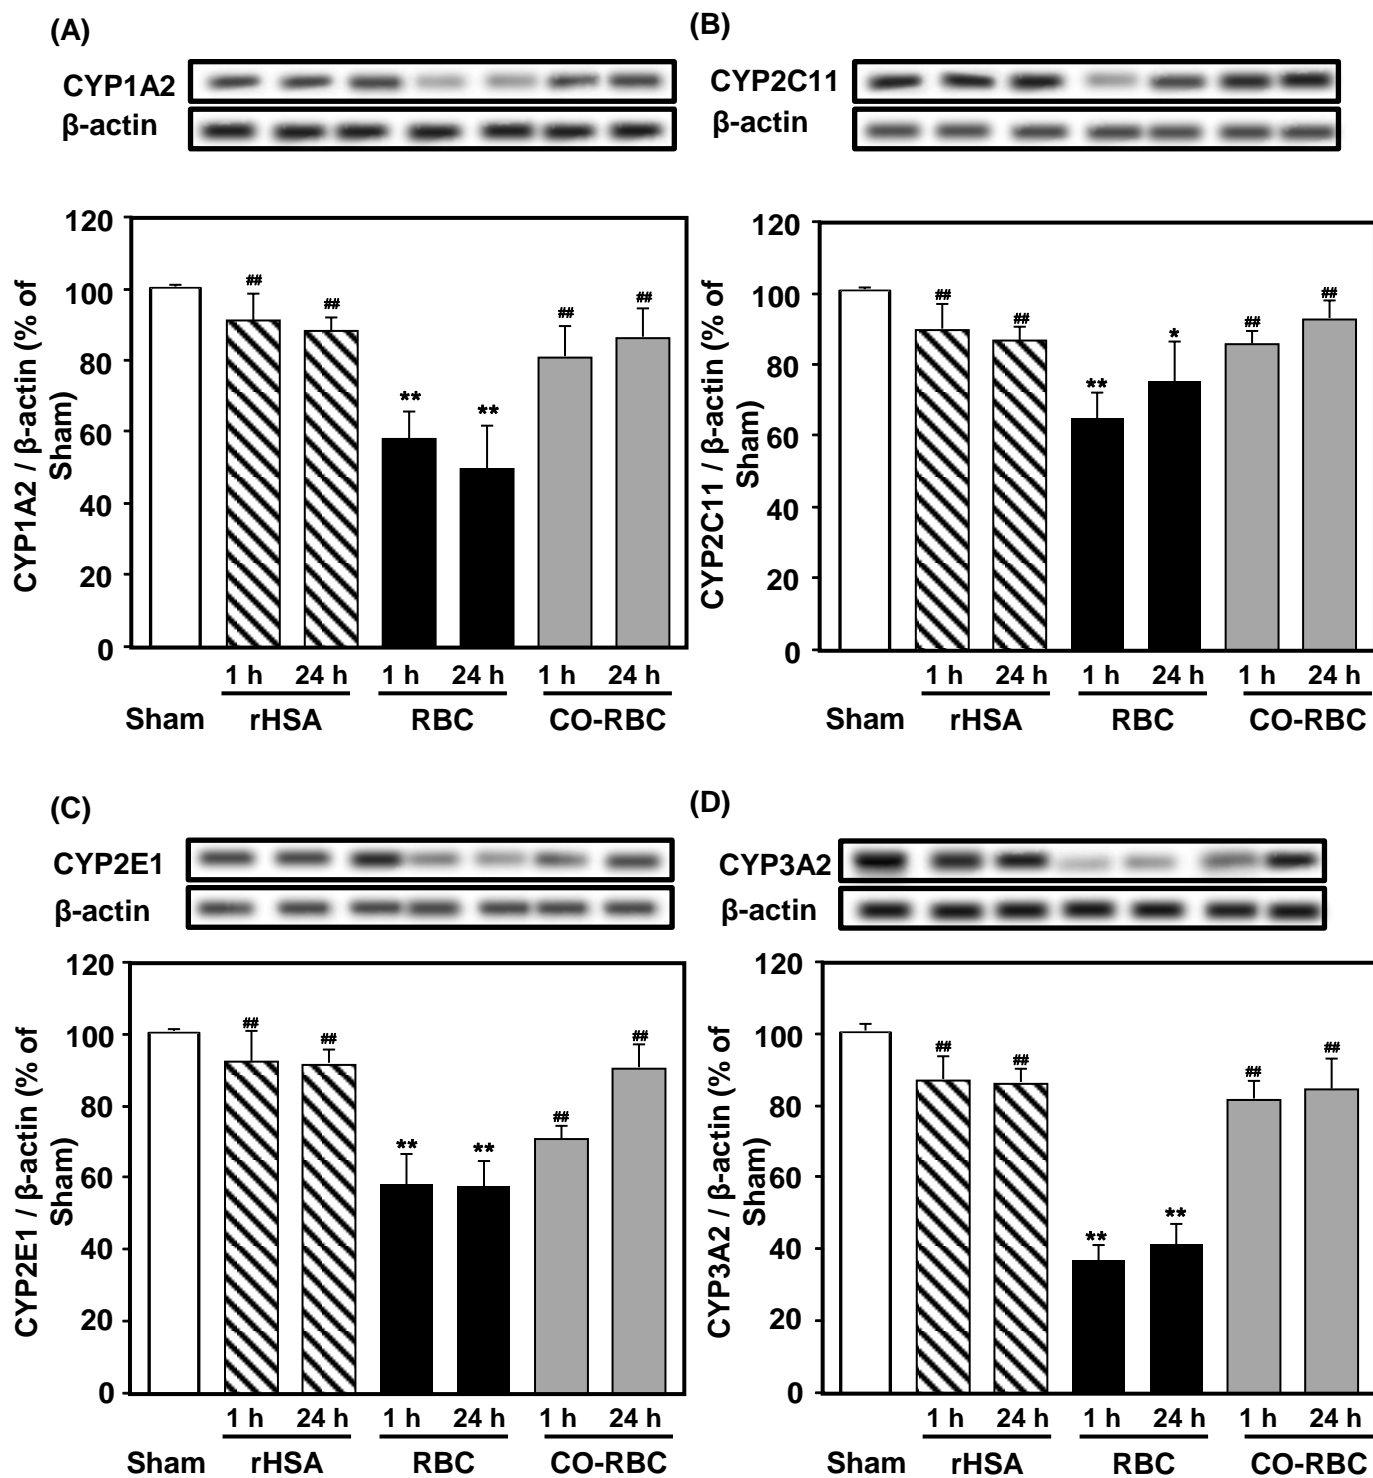 (A)
CYP1A2
β-actin
CYP1A2 / β-actin (% of
Sham)
120
100
80
60
40
20
0
##
##
**
**
##
##
1 h 24 h 1 h 24 h 1 h 24 h
Sham rHSA RBC CO-RBC
(B)
CYP2C11
β-actin
CYP2C11 / β-actin (% of
Sham)
120
100
80
60
40
20
0
##
##
**
*
##
##
1 h 24 h 1 h 24 h 1 h 24 h
Sham rHSA RBC CO-RBC
(C)
CYP2E1
β-actin
CYP2E1 / β-actin (% of
Sham)
120
100
80
60
40
20
0
##
##
**
**
##
##
1 h 24 h 1 h 24 h 1 h 24 h
Sham rHSA RBC CO-RBC
(D)
CYP3A2
β-actin
CYP3A2 / β-actin (% of
Sham)
120
100
80
60
40
20
0
##
##
**
**
##
##
1 h 24 h 1 h 24 h 1 h 24 h
Sham rHSA RBC CO-RBC